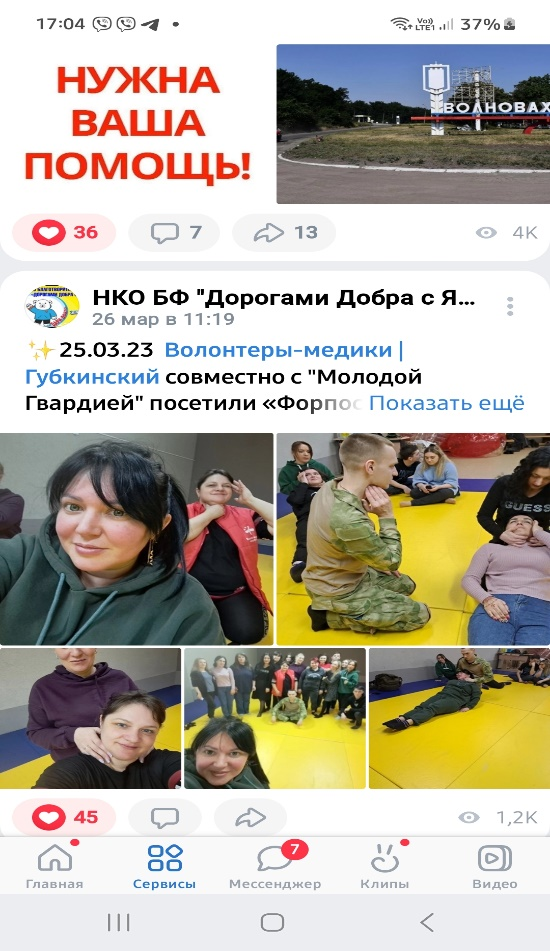 17:04
Vo))
LTE1
37%
НУЖНА
ВАША
ПОМОЩЬ!
ВОЛНОВАХ
36
7
13
4K
НКО БФ "Дорогами Добра с Я...
26 мар в 11:19
✨25.03.23 Волонтеры-медики |
Губкинский совместно с "Молодой
Гвардией" посетили «Форпос Показать ещё
GUESS
45
1,2K
7
Главная
Сервисы
Мессенджер
Клипы
Видео